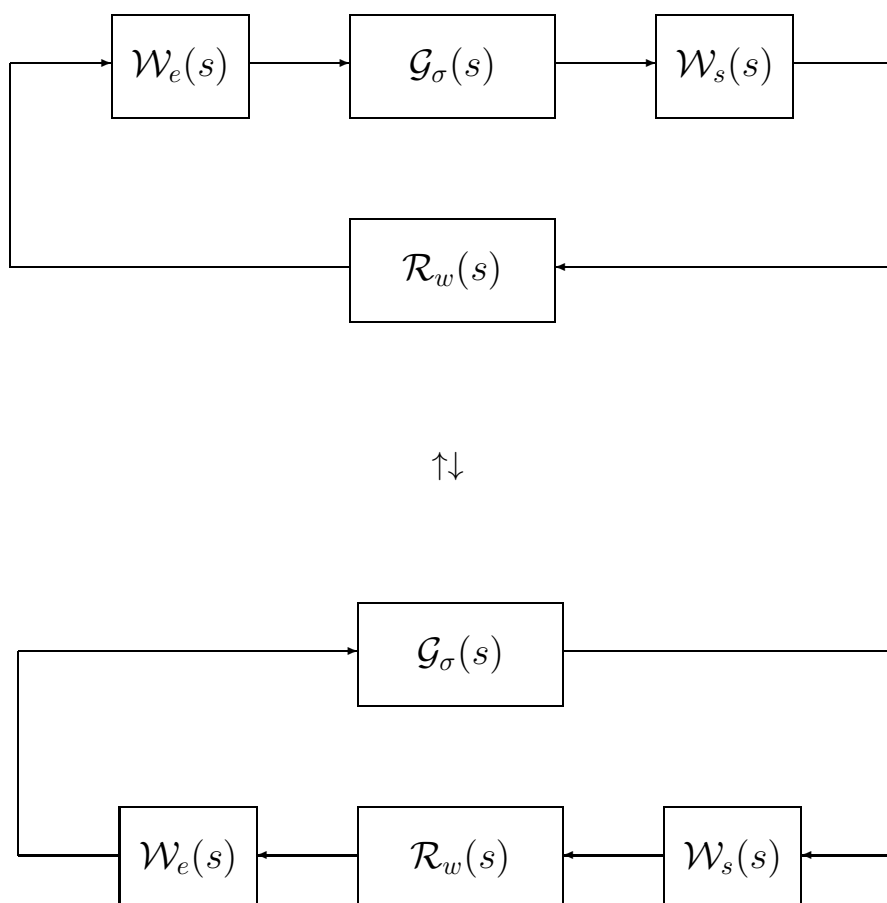 𝒲ₑ(s) 𝒢_σ(s) 𝒲ₛ(s)
ℛ_w(s)
↑↓
𝒢_σ(s)
𝒲ₑ(s) ℛ_w(s) 𝒲ₛ(s)